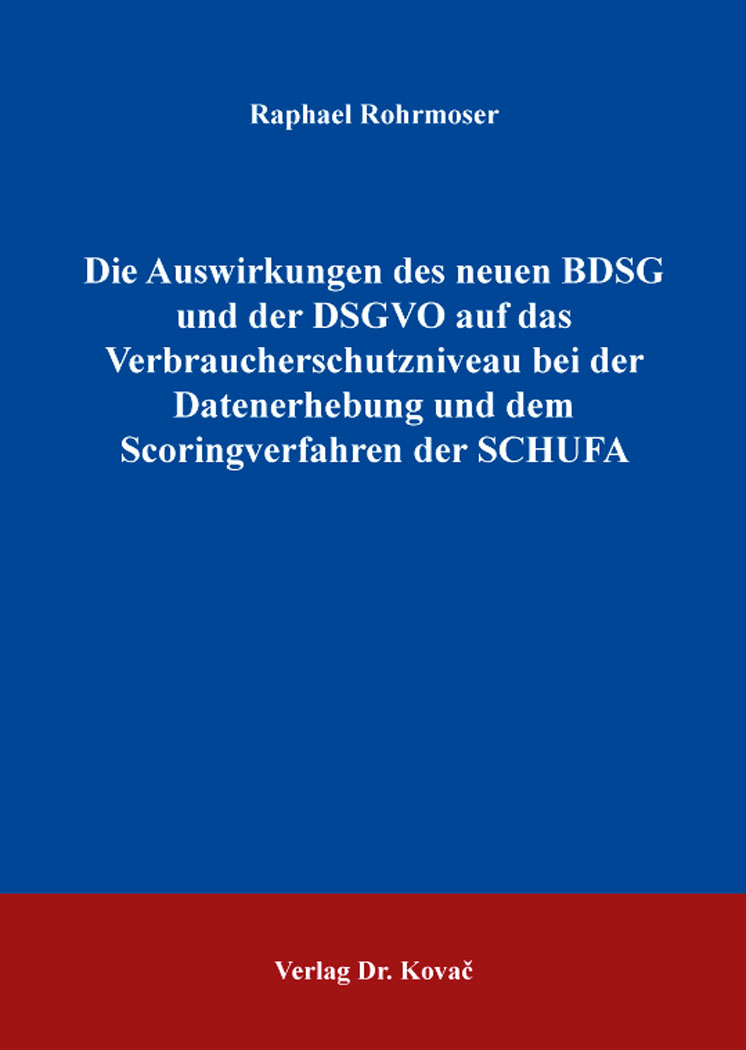 Raphael Rohrmoser
Die Auswirkungen des neuen BDSG
und der DSGVO auf das
Verbraucherschutzniveau bei der
Datenerhebung und dem
Scoringverfahren der SCHUFA
Verlag Dr. Kovač